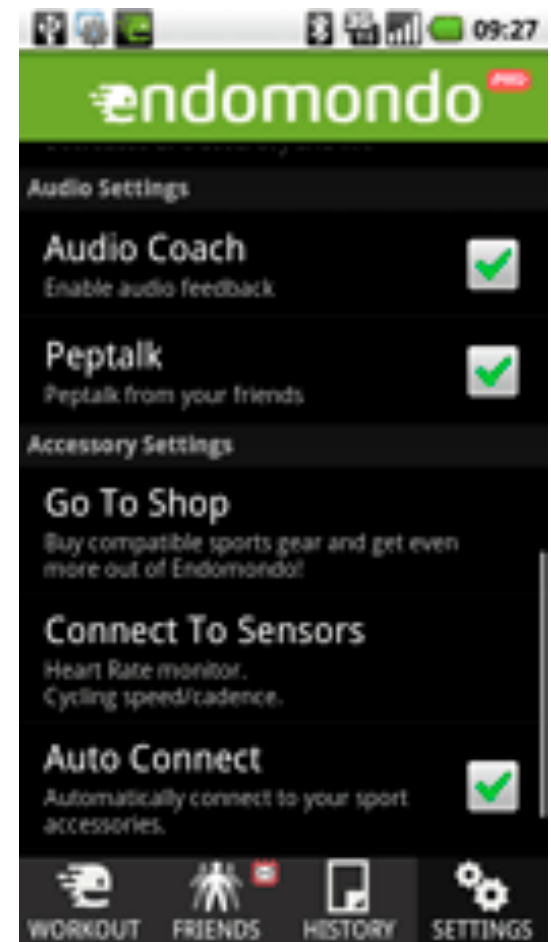 09:27
endomondo PRO
Audio Settings
Audio Coach
Enable audio feedback
Peptalk
Peptalk from your friends
Accessory Settings
Go To Shop
Buy compatible sports gear and get even
more out of Endomondo!
Connect To Sensors
Heart Rate monitor.
Cycling speed/cadence.
Auto Connect
Automatically connect to your sport
accessories.
WORKOUT FRIENDS HISTORY SETTINGS